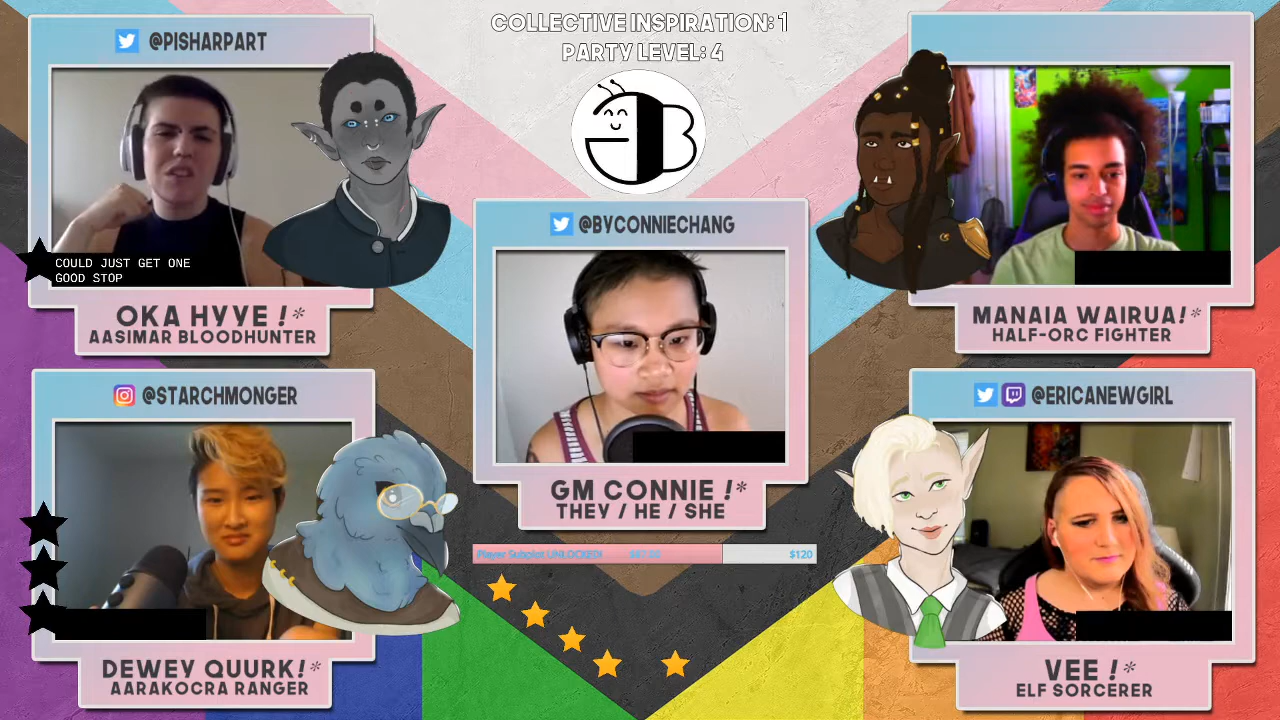 COLLECTIVE INSPIRATION: 1
PARTY LEVEL: 4
@PISHARPART
COULD JUST GET ONE
GOOD STOP
OKA HYYE !*
AASIMAR BLOODHUNTER
MANAIA WAIRUA!*
HALF-ORC FIGHTER
@BYCONNIECHANG
GM CONNIE !*
THEY / HE / SHE
Player Subplot UNLOCKED! $87.00 $120
@STARCHMONGER
DEWEY QUURK!*
AARAKOCRA RANGER
@ERICANEWGIRL
VEE !*
ELF SORCERER